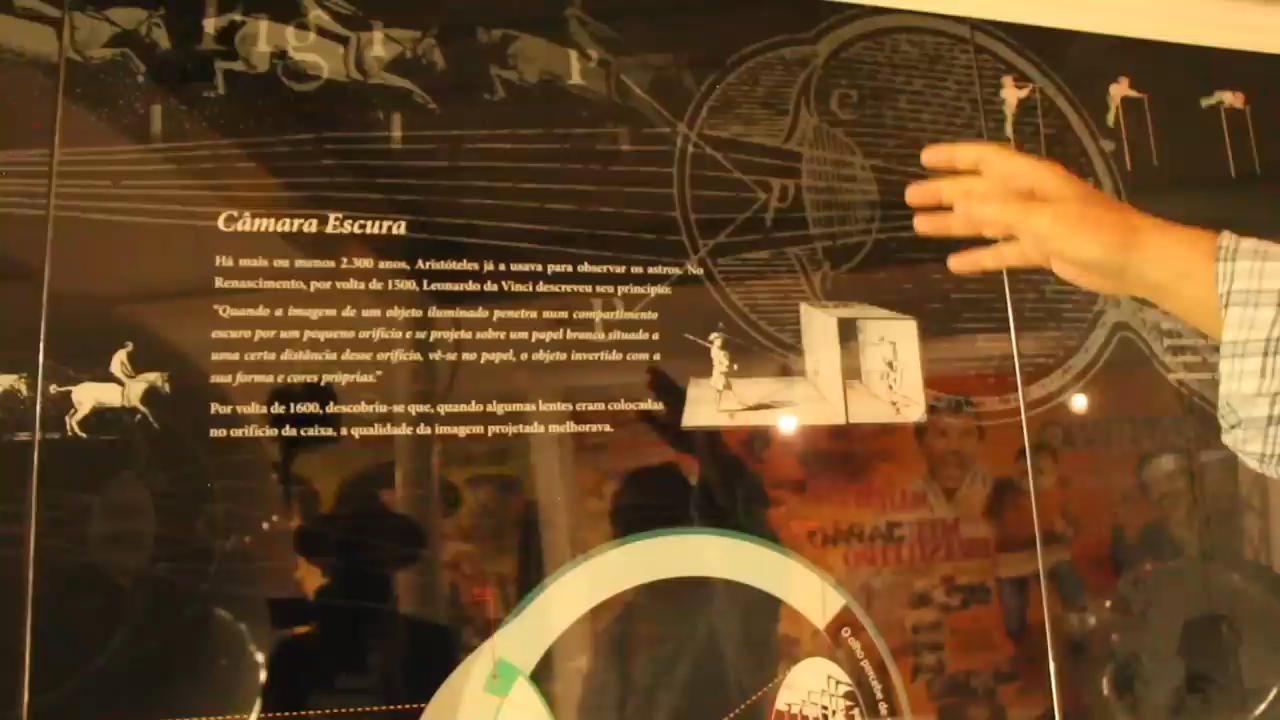 Fig I
P
C
P
Câmara Escura
Há mais ou menos 2.300 anos, Aristóteles já a usava para observar os astros. No
Renascimento, por volta de 1500, Leonardo da Vinci descreveu seu princípio:
"Quando a imagem de um objeto iluminado penetra num compartimento
escuro por um pequeno orifício e se projeta sobre um papel branco situado a
uma certa distância desse orifício, vê-se no papel, o objeto invertido com a
sua forma e cores próprias."
Por volta de 1600, descobriu-se que, quando algumas lentes eram colocadas
no orifício da caixa, a qualidade da imagem projetada melhorava.
O olho percebe